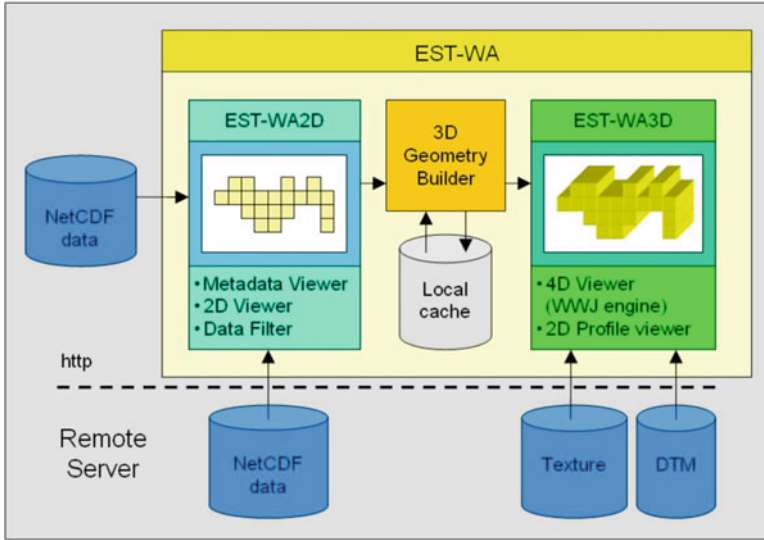 EST-WA
EST-WA2D
3D
Geometry
Builder
EST-WA3D
NetCDF
data
• Metadata Viewer
• 2D Viewer
• Data Filter
Local
cache
• 4D Viewer
(WWJ engine)
• 2D Profile viewer
http
Remote
Server
NetCDF
data
Texture
DTM